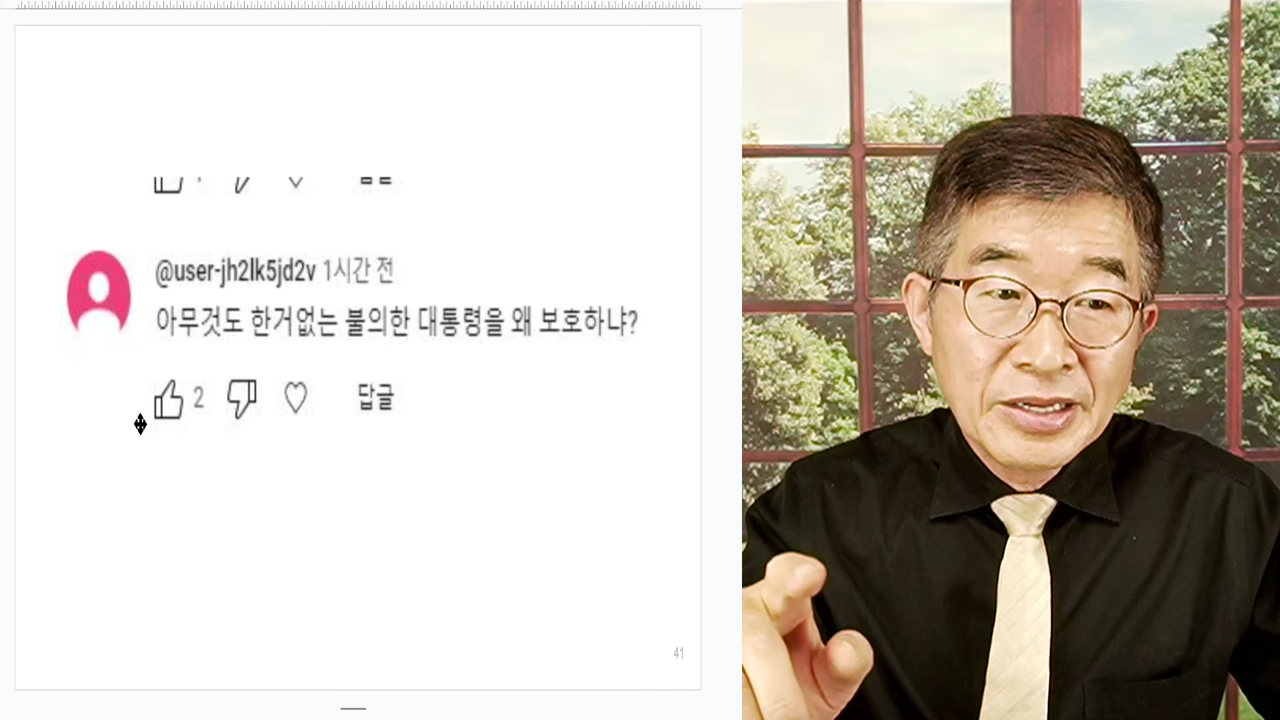 @user-jh2lk5jd2v 1시간 전
아무것도 한거없는 불의한 대통령을 왜 보호하냐?
2 답글
41